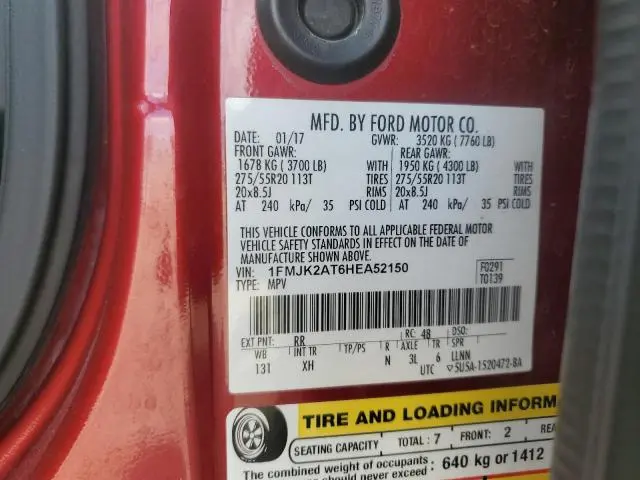 MFD. BY FORD MOTOR CO.
DATE: 01/17 GVWR: 3520 KG ( 7760 LB)
FRONT GAWR: REAR GAWR:
1678 KG ( 3700 LB) WITH 1950 KG ( 4300 LB) WITH
275/55R20 113T TIRES 275/55R20 113T TIRES
20x8.5J RIMS 20x8.5J RIMS
AT 240 kPa/ 35 PSI COLD AT 240 kPa/ 35 PSI COLD
THIS VEHICLE CONFORMS TO ALL APPLICABLE FEDERAL MOTOR
VEHICLE SAFETY STANDARDS IN EFFECT ON THE DATE OF
MANUFACTURE SHOWN ABOVE.
VIN: 1FMJK2AT6HEA52150 F0291
TYPE: MPV T0139
EXT PNT: RR RC: 48 DSO:
WB INT TR TP/PS R AXLE TR SPR
131 XH N 3L 6 LLNN
UTC 5U5A-1520472-BA
TIRE AND LOADING INFORM
SEATING CAPACITY TOTAL : 7 FRONT: 2 REA
The combined weight of occupants 640 kg or 1412
should never exceed :